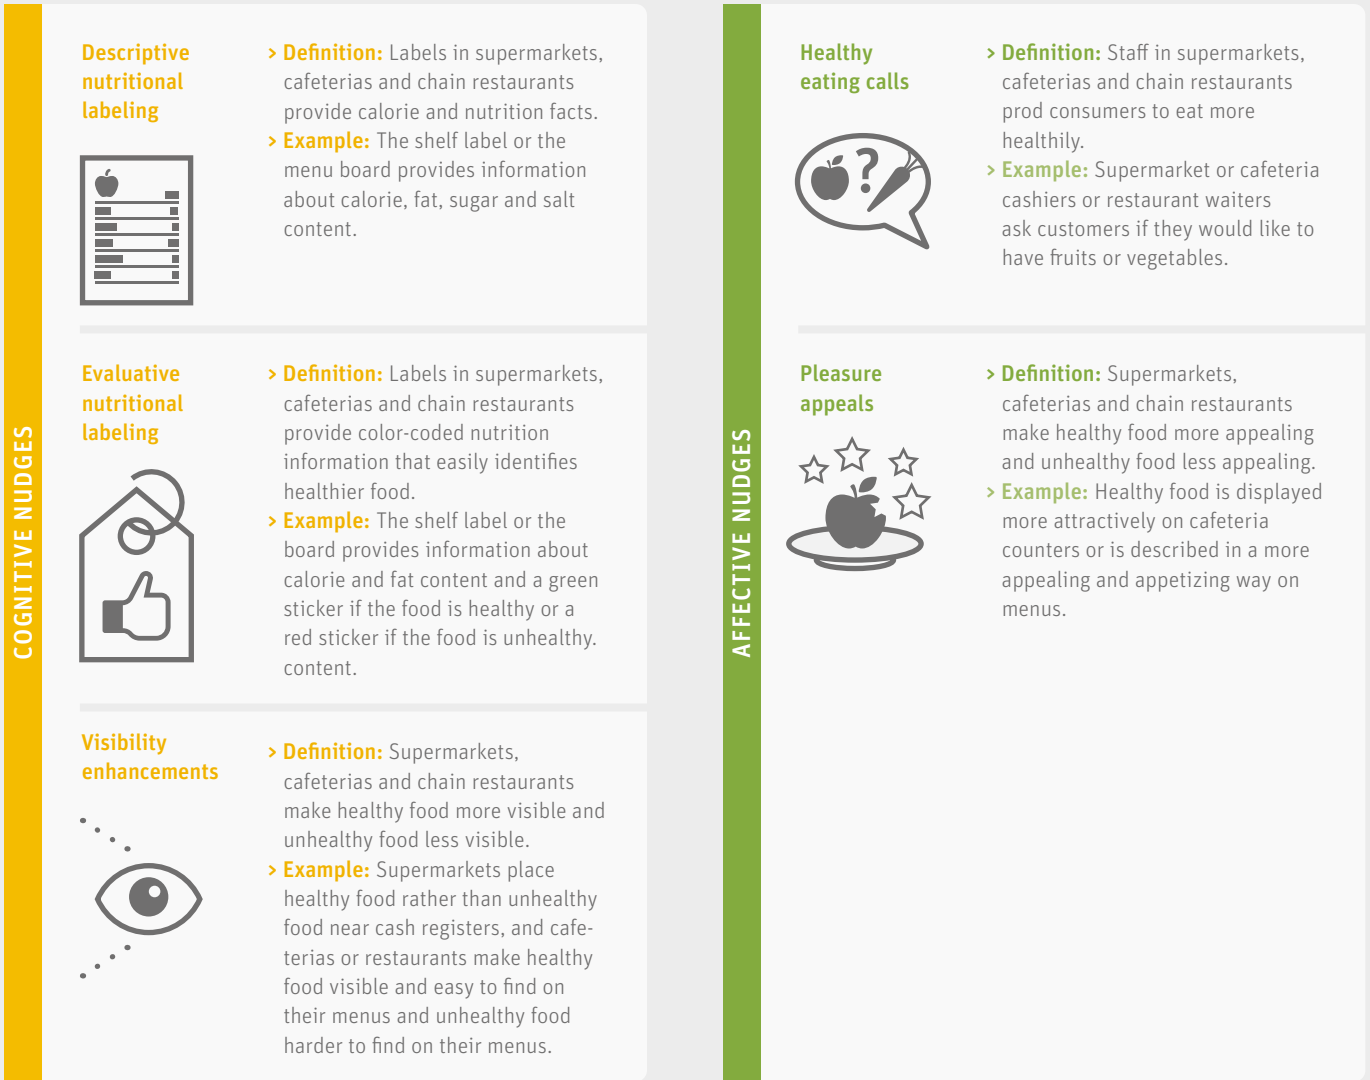 COGNITIVE NUDGES
Descriptive
nutritional
labeling
> Definition: Labels in supermarkets,
cafeterias and chain restaurants
provide calorie and nutrition facts.
> Example: The shelf label or the
menu board provides information
about calorie, fat, sugar and salt
content.
Evaluative
nutritional
labeling
> Definition: Labels in supermarkets,
cafeterias and chain restaurants
provide color-coded nutrition
information that easily identifies
healthier food.
> Example: The shelf label or the
board provides information about
calorie and fat content and a green
sticker if the food is healthy or a
red sticker if the food is unhealthy.
content.
Visibility
enhancements
> Definition: Supermarkets,
cafeterias and chain restaurants
make healthy food more visible and
unhealthy food less visible.
> Example: Supermarkets place
healthy food rather than unhealthy
food near cash registers, and cafe-
terias or restaurants make healthy
food visible and easy to find on
their menus and unhealthy food
harder to find on their menus.
AFFECTIVE NUDGES
Healthy
eating calls
?
> Definition: Staff in supermarkets,
cafeterias and chain restaurants
prod consumers to eat more
healthily.
> Example: Supermarket or cafeteria
cashiers or restaurant waiters
ask customers if they would like to
have fruits or vegetables.
Pleasure
appeals
> Definition: Supermarkets,
cafeterias and chain restaurants
make healthy food more appealing
and unhealthy food less appealing.
> Example: Healthy food is displayed
more attractively on cafeteria
counters or is described in a more
appealing and appetizing way on
menus.